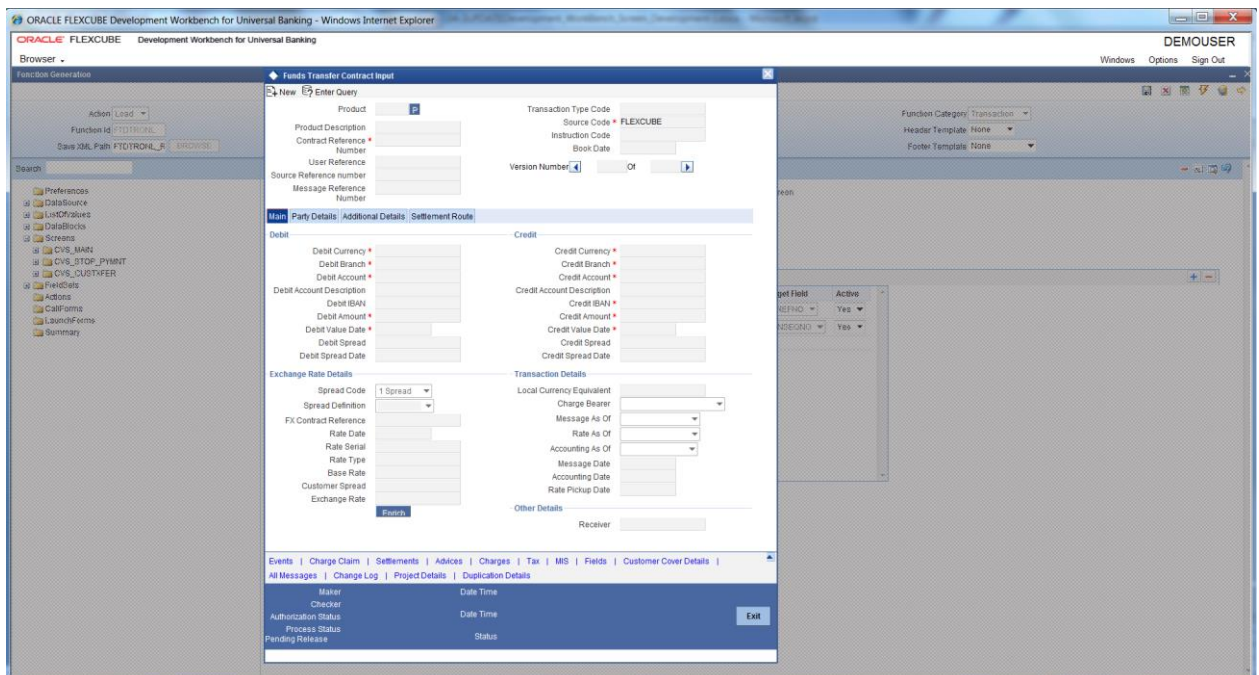 ORACLE FLEXCUBE Development Workbench for Universal Banking - Windows Internet Explorer
ORACLE FLEXCUBE Development Workbench for Universal Banking
DEMOUSER
Browser
Windows Options Sign Out
Function Generation
Action Load
Function Id FTDTRONL
Save XML Path FTDTRONL_R BROWSE
Function Category Transaction
Header Template None
Footer Template None
Search
Preferences
DataSource
ListOfValues
DataBlocks
Screens
CVS_MAIN
CVS_STOP_PYMNT
CVS_CUSTXFER
FieldSets
Actions
CallForms
LaunchForms
Summary
Funds Transfer Contract Input
New Enter Query
Product P
Product Description
Contract Reference *
Number
User Reference
Source Reference number
Message Reference
Number
Transaction Type Code
Source Code * FLEXCUBE
Instruction Code
Book Date
Version Number Of
Main Party Details Additional Details Settlement Route
Debit
Debit Currency *
Debit Branch *
Debit Account *
Debit Account Description
Debit IBAN
Debit Amount *
Debit Value Date *
Debit Spread
Debit Spread Date
Credit
Credit Currency *
Credit Branch *
Credit Account *
Credit Account Description
Credit IBAN *
Credit Amount *
Credit Value Date *
Credit Spread
Credit Spread Date
Exchange Rate Details
Spread Code 1 Spread
Spread Definition
FX Contract Reference
Rate Date
Rate Serial
Rate Type
Base Rate
Customer Spread
Exchange Rate
Enrich
Transaction Details
Local Currency Equivalent
Charge Bearer
Message As Of
Rate As Of
Accounting As Of
Message Date
Accounting Date
Rate Pickup Date
Other Details
Receiver
get Field Active
REFNO Yes
NSEQNO Yes
Events | Charge Claim | Settlements | Advices | Charges | Tax | MIS | Fields | Customer Cover Details |
All Messages | Change Log | Project Details | Duplication Details
Maker Date Time
Checker
Authorization Status Date Time
Process Status
Pending Release Status
Exit